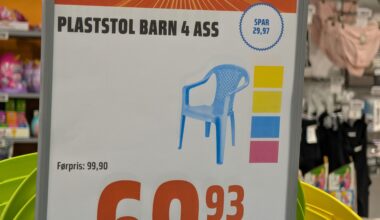 PLASTSTOL BARN 4 ASS
SPAR
29,97
Førpris: 99,90
69 93